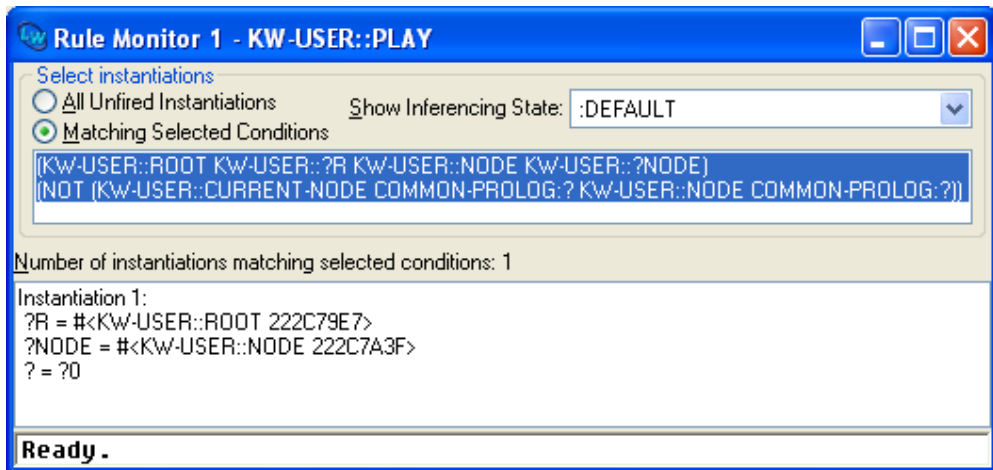 Rule Monitor 1 - KW-USER::PLAY
Select instantiations
All Unfired Instantiations
Show Inferencing State: :DEFAULT
Matching Selected Conditions
(KW-USER::ROOT KW-USER::?R KW-USER::NODE KW-USER::?NODE)
(NOT (KW-USER::CURRENT-NODE COMMON-PROLOG:? KW-USER::NODE COMMON-PROLOG:?))
Number of instantiations matching selected conditions: 1
Instantiation 1:
?R = #<KW-USER::ROOT 222C79E7>
?NODE = #<KW-USER::NODE 222C7A3F>
? = ?0
Ready.